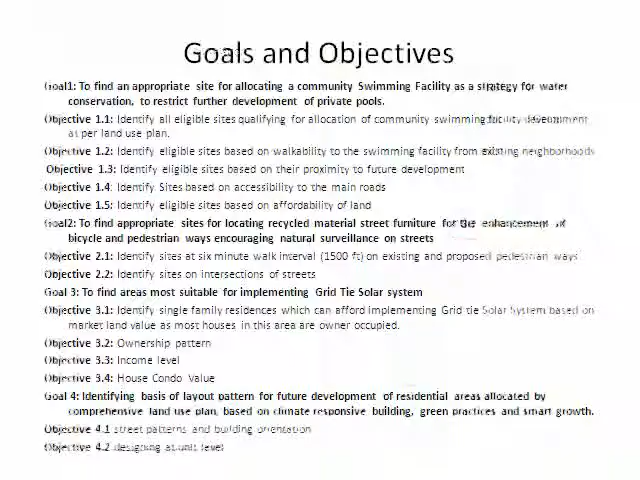 Goals and Objectives
Goal1: To find an appropriate site for allocating a community Swimming Facility as a strategy for water
conservation, to restrict further development of private pools.
Objective 1.1: Identify all eligible sites qualifying for allocation of community swimming facility development
as per land use plan.
Objective 1.2: Identify eligible sites based on walkability to the swimming facility from existing neighborhoods
Objective 1.3: Identify eligible sites based on their proximity to future development
Objective 1.4: Identify Sites based on accessibility to the main roads
Objective 1.5: Identify eligible sites based on affordability of land
Goal2: To find appropriate sites for locating recycled material street furniture for the enhancement of
bicycle and pedestrian ways encouraging natural surveillance on streets
Objective 2.1: Identify sites at six minute walk interval (1500 ft) on existing and proposed pedestrian ways
Objective 2.2: Identify sites on intersections of streets
Goal 3: To find areas most suitable for implementing Grid Tie Solar system
Objective 3.1: Identify single family residences which can afford implementing Grid tie Solar System based on
market land value as most houses in this area are owner occupied.
Objective 3.2: Ownership pattern
Objective 3.3: Income level
Objective 3.4: House Condo Value
Goal 4: Identifying basis of layout pattern for future development of residential areas allocated by
comprehensive land use plan, based on climate responsive building, green practices and smart growth.
Objective 4.1 street patterns and building orientation
Objective 4.2 designing at unit level